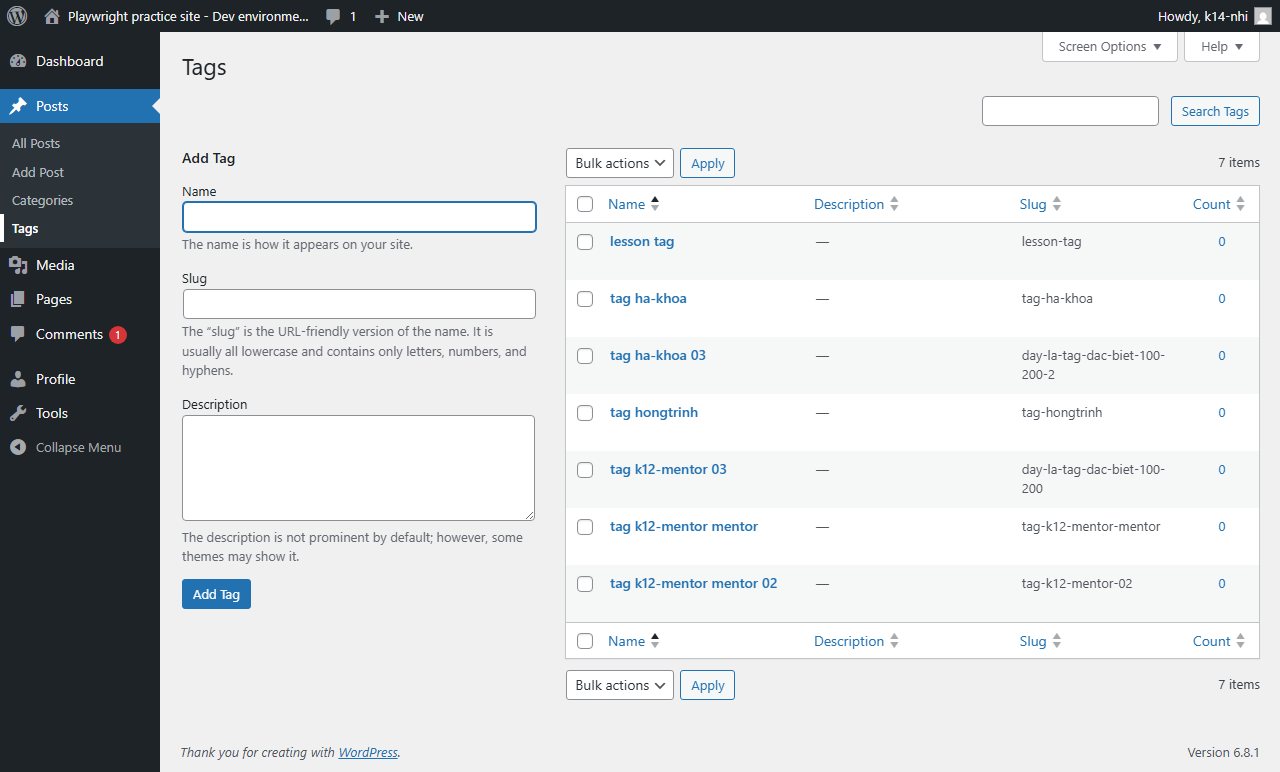 Playwright practice site - Dev environme...
1
New
Howdy, k14-nhi
Dashboard
Posts
All Posts
Add Post
Categories
Tags
Media
Pages
Comments 1
Profile
Tools
Collapse Menu
Screen Options
Help
Tags
Search Tags
Add Tag
Name
The name is how it appears on your site.
Slug
The “slug” is the URL-friendly version of the name. It is
usually all lowercase and contains only letters, numbers, and
hyphens.
Description
The description is not prominent by default; however, some
themes may show it.
Add Tag
Bulk actions
Apply
7 items
Name Description Slug Count
lesson tag — lesson-tag 0
tag ha-khoa — tag-ha-khoa 0
tag ha-khoa 03 — day-la-tag-dac-biet-100- 0
200-2
tag hongtrinh — tag-hongtrinh 0
tag k12-mentor 03 — day-la-tag-dac-biet-100- 0
200
tag k12-mentor mentor — tag-k12-mentor-mentor 0
tag k12-mentor mentor 02 — tag-k12-mentor-02 0
Name Description Slug Count
Bulk actions
Apply
7 items
Thank you for creating with WordPress.
Version 6.8.1